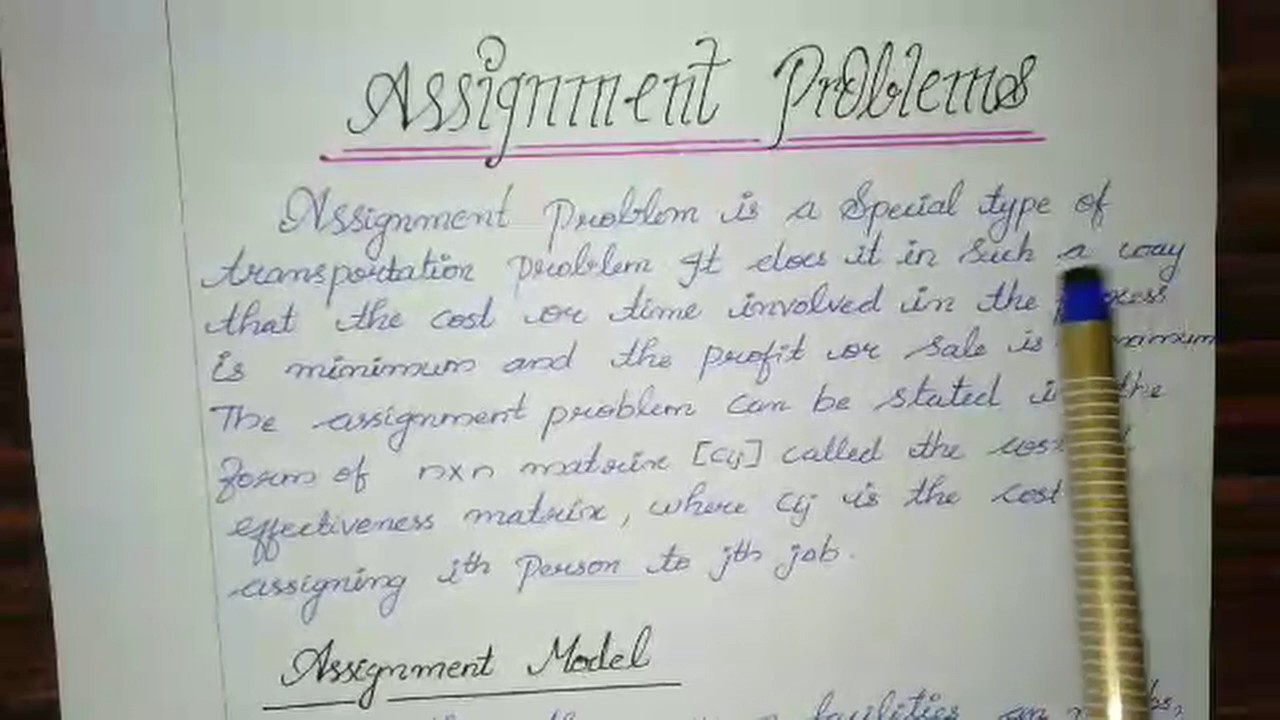 Assignment Problems
Assignment Problem is a Special type of
transportation problem It does it in such a way
that the cost or time involved in the
is minimum and the profit or sale is
The assignment problem can be stated the
form of nxn matrix [cij] called the
effectiveness matrix, where cij is the cost
assigning ith Person to jth job.
Assignment Model
facilities